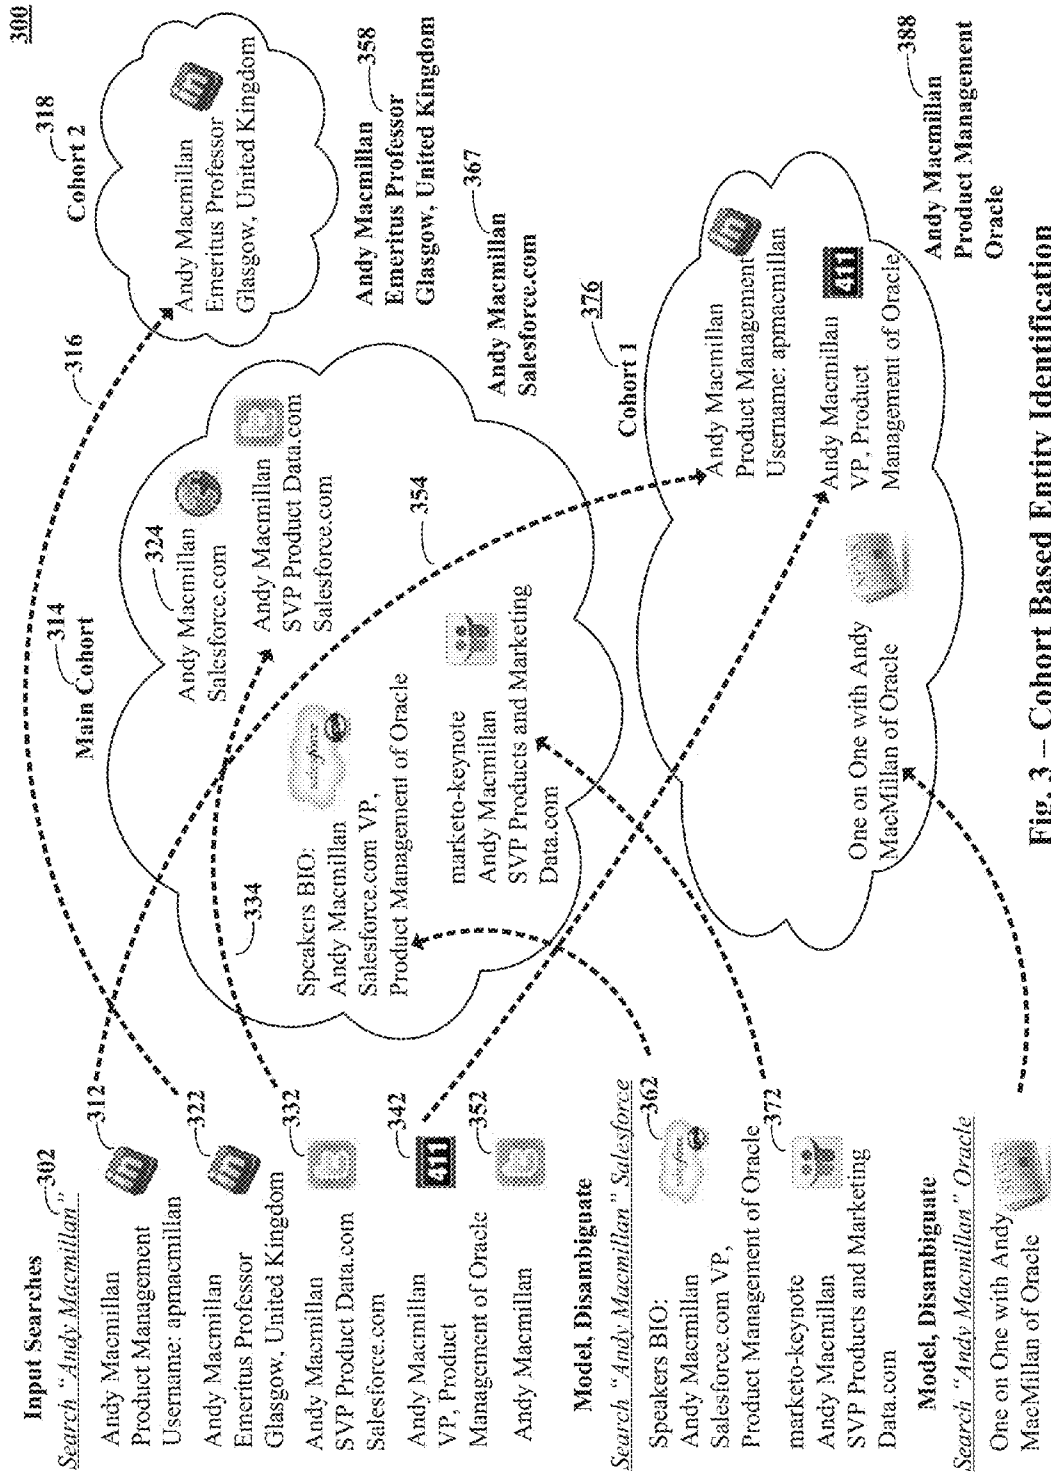 300
Input Searches
302
Search "Andy Macmillan"
Andy Macmillan
Product Management
Username: apmacmillan
312
Andy Macmillan
Emeritus Professor
Glasgow, United Kingdom
322
Andy Macmillan
SVP Product Data.com
Salesforce.com
332
Andy Macmillan
VP, Product
Management of Oracle
411
342
Andy Macmillan
352
Model, Disambiguate
Search "Andy Macmillan" Salesforce
Speakers BIO:
Andy Macmillan
Salesforce.com VP,
Product Management of Oracle
362
marketo-keynote
Andy Macmillan
SVP Products and Marketing
Data.com
372
Model, Disambiguate
Search "Andy Macmillan" Oracle
One on One with Andy
MacMillan of Oracle
314
Main Cohort
324
Andy Macmillan
Salesforce.com
Andy Macmillan
SVP Product Data.com
Salesforce.com
334
Speakers BIO:
Andy Macmillan
Salesforce.com VP,
Product Management of Oracle
salesforce
marketo-keynote
Andy Macmillan
SVP Products and Marketing
Data.com
354
316
318
Cohort 2
Andy Macmillan
Emeritus Professor
Glasgow, United Kingdom
Andy Macmillan
Emeritus Professor
Glasgow, United Kingdom
358
Andy Macmillan
Salesforce.com
367
Cohort 1
376
Andy Macmillan
Product Management
Username: apmacmillan
Andy Macmillan
VP, Product
Management of Oracle
411
One on One with Andy
MacMillan of Oracle
Andy Macmillan
Product Management
Oracle
388
Fig. 3 – Cohort Based Entity Identification